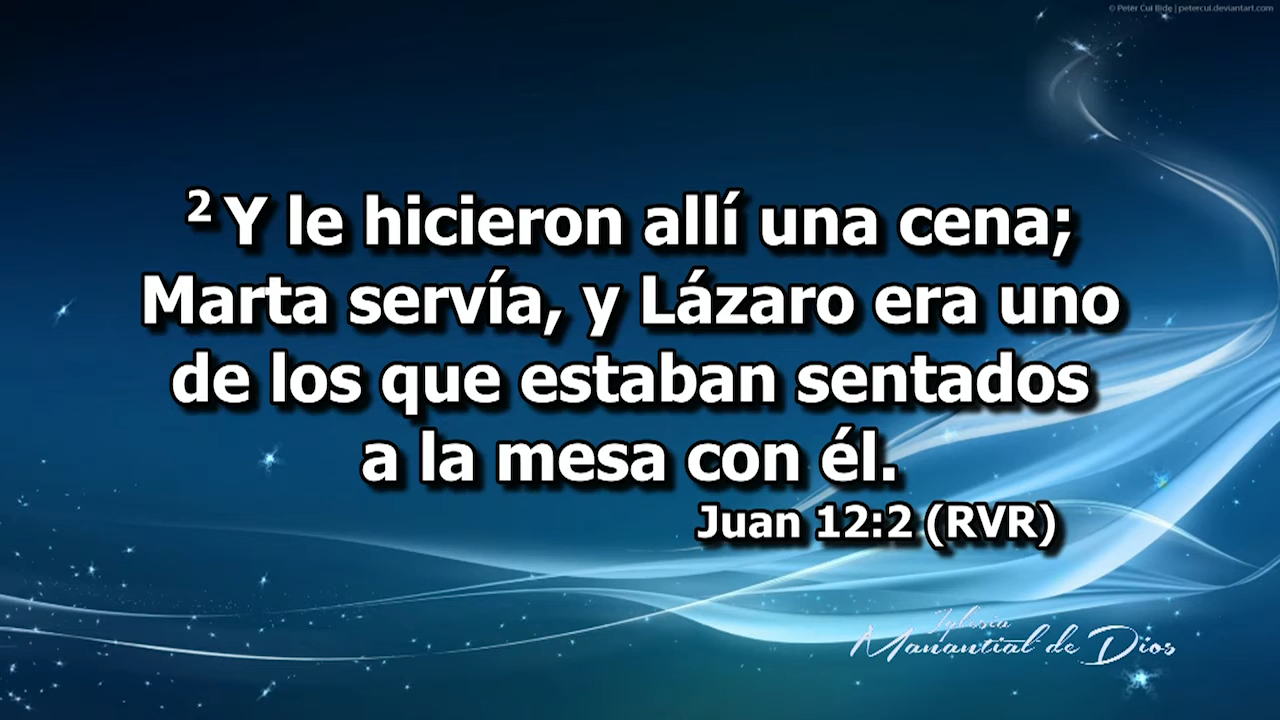 © Peter Cui Bide | petercui.deviantart.com
2 Y le hicieron allí una cena;
Marta servía, y Lázaro era uno
de los que estaban sentados
a la mesa con él.
Juan 12:2 (RVR)
Iglesia
Manantial de Dios